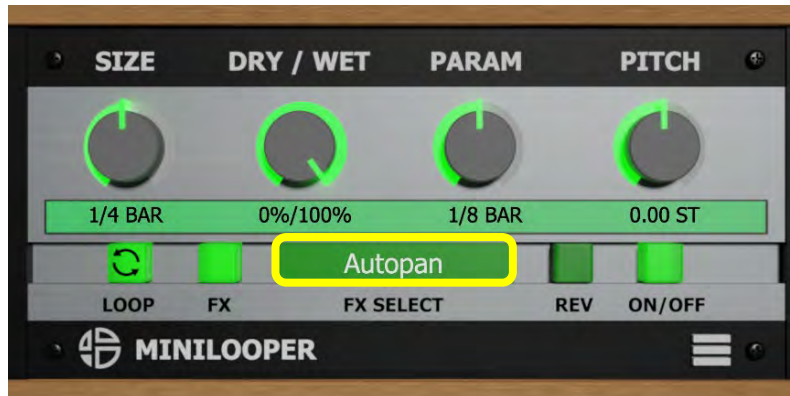 SIZE DRY / WET PARAM PITCH
1/4 BAR 0%/100% 1/8 BAR 0.00 ST
Autopan
LOOP FX FX SELECT REV ON/OFF
MINILOOPER